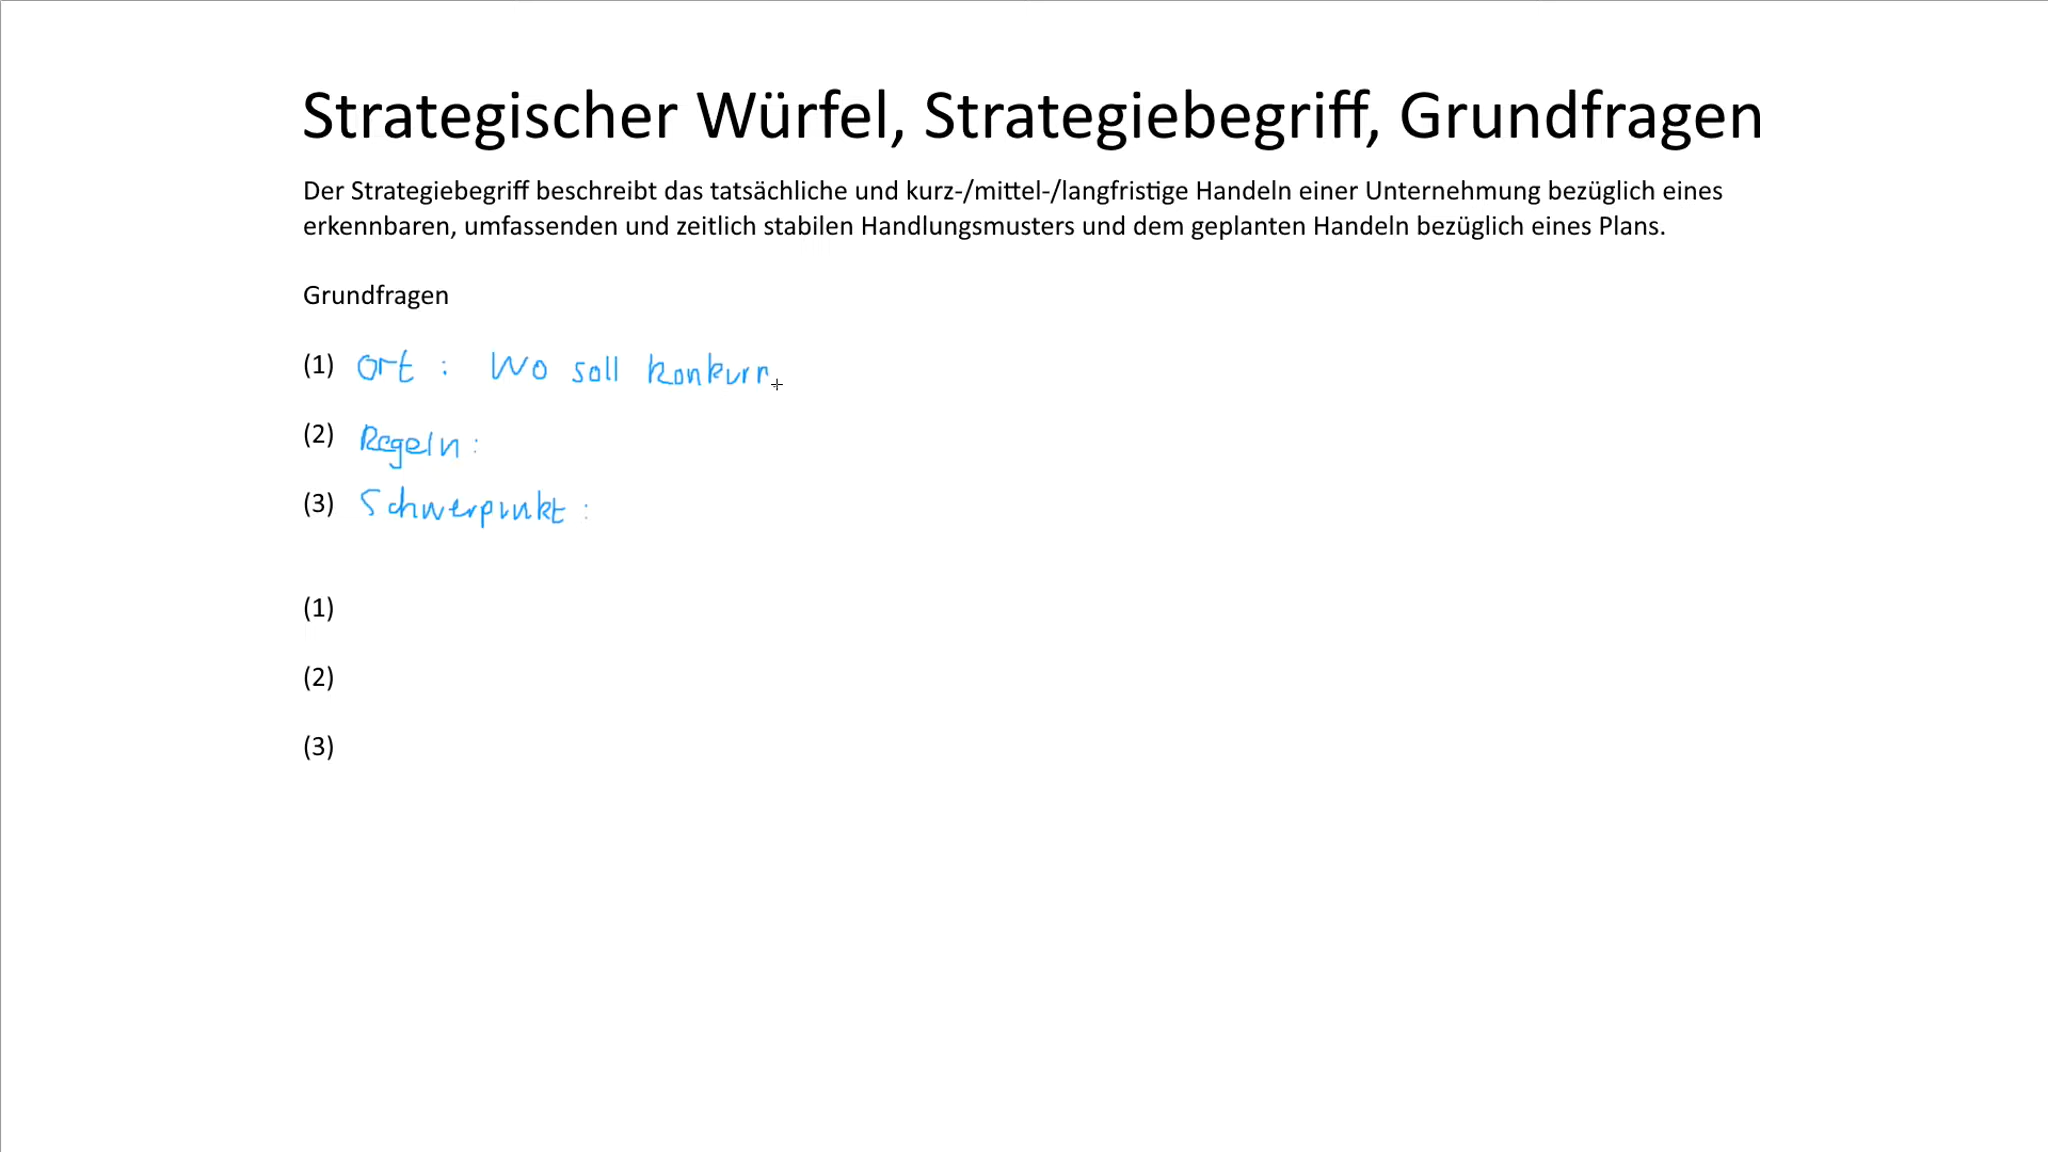 Strategischer Würfel, Strategiebegriff, Grundfragen
Der Strategiebegriff beschreibt das tatsächliche und kurz-/mittel-/langfristige Handeln einer Unternehmung bezüglich eines
erkennbaren, umfassenden und zeitlich stabilen Handlungsmusters und dem geplanten Handeln bezüglich eines Plans.
Grundfragen
(1) Ort : Wo soll konkurr
(2) Regeln :
(3) Schwerpunkt :
(1)
(2)
(3)